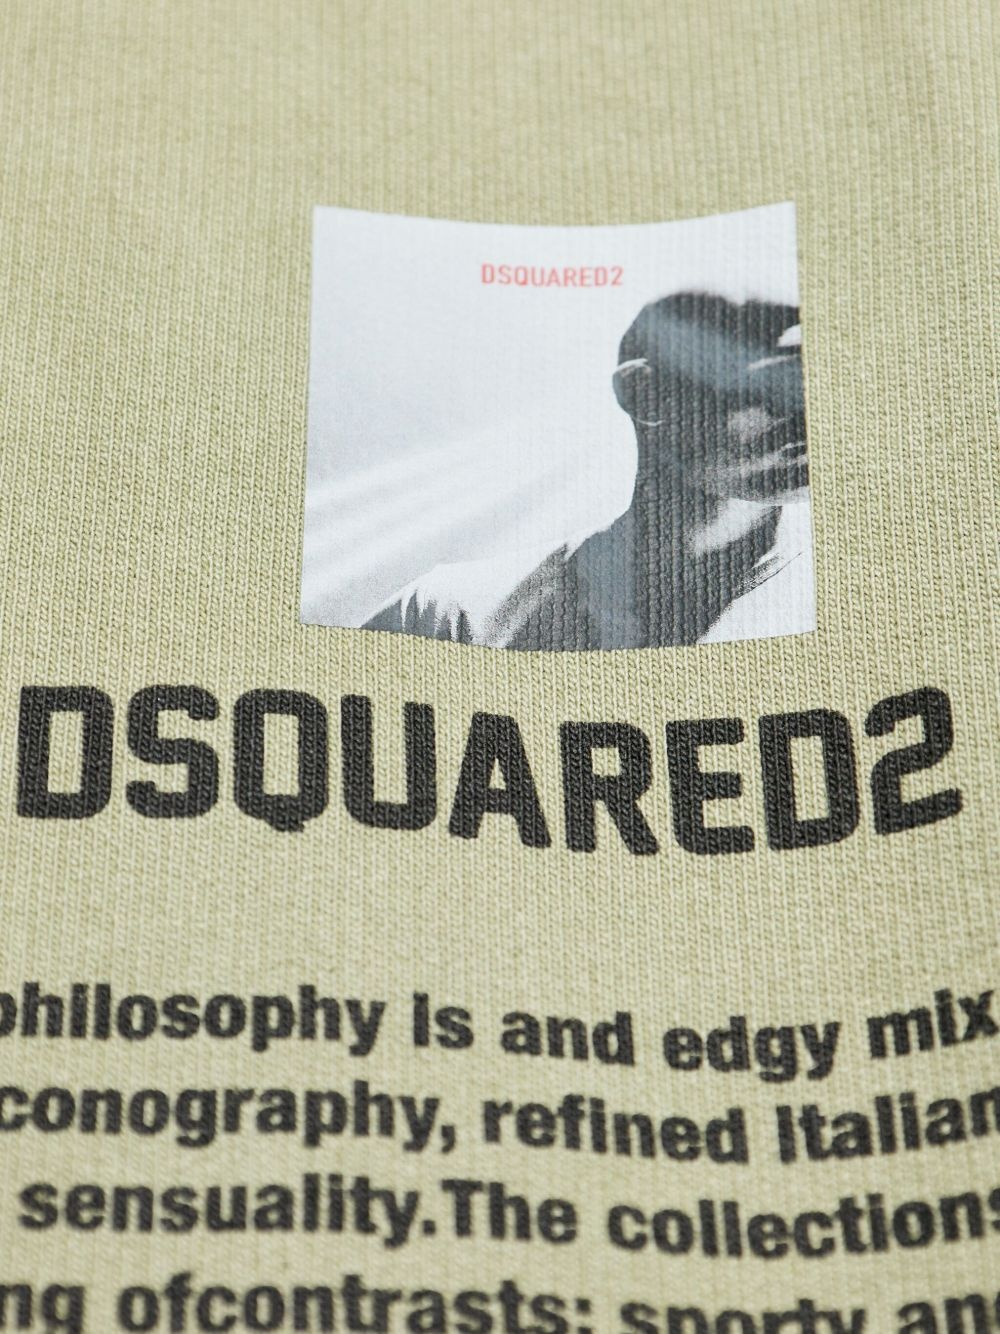 DSQUARED2
DSQUARED2
philosophy is and edgy mix
conography, refined Italian
sensuality.The collections
ng ofcontrasts: sporty and